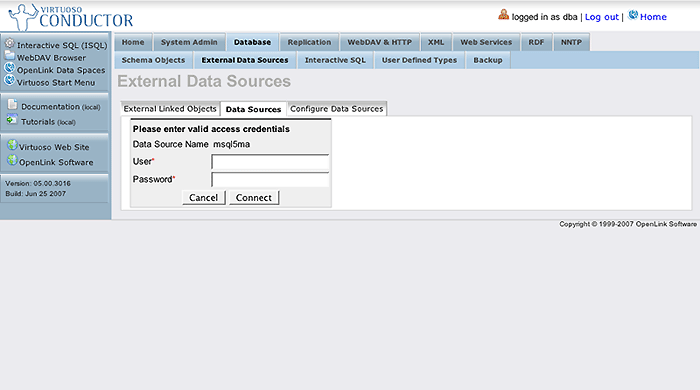 VIRTUOSO
CONDUCTOR
logged in as dba | Log out | Home
Interactive SQL (ISQL)
WebDAV Browser
OpenLink Data Spaces
Virtuoso Start Menu
Documentation (local)
Tutorials (local)
Virtuoso Web Site
OpenLink Software
Version: 05.00.3016
Build: Jun 25 2007
Home System Admin Database Replication WebDAV & HTTP XML Web Services RDF NNTP
Schema Objects External Data Sources Interactive SQL User Defined Types Backup
External Data Sources
External Linked Objects Data Sources Configure Data Sources
Please enter valid access credentials
Data Source Name msql5ma
User*
Password*
Cancel Connect
Copyright © 1999-2007 OpenLink Software